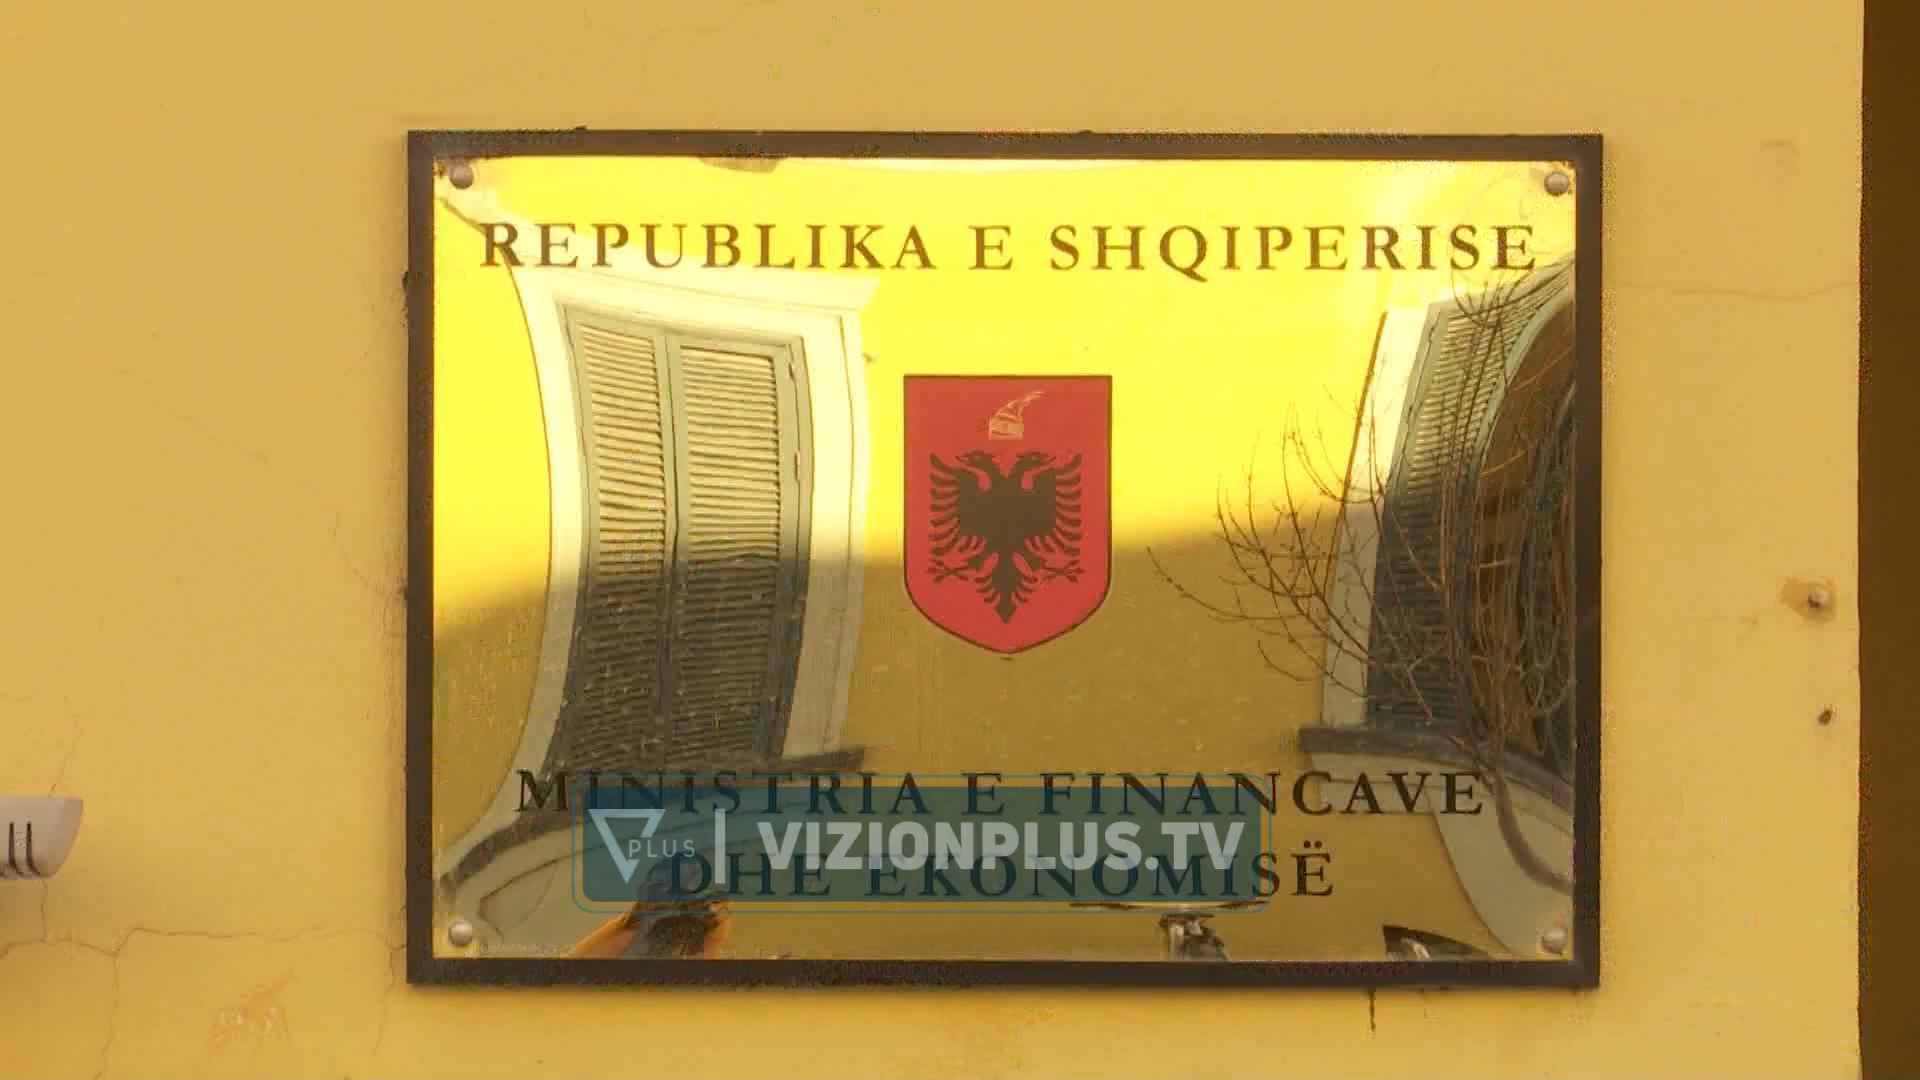 REPUBLIKA E SHQIPERISE
MINISTRIA E FINANCAVE
PLUS | VIZIONPLUS.TV
DHE EKONOMISË